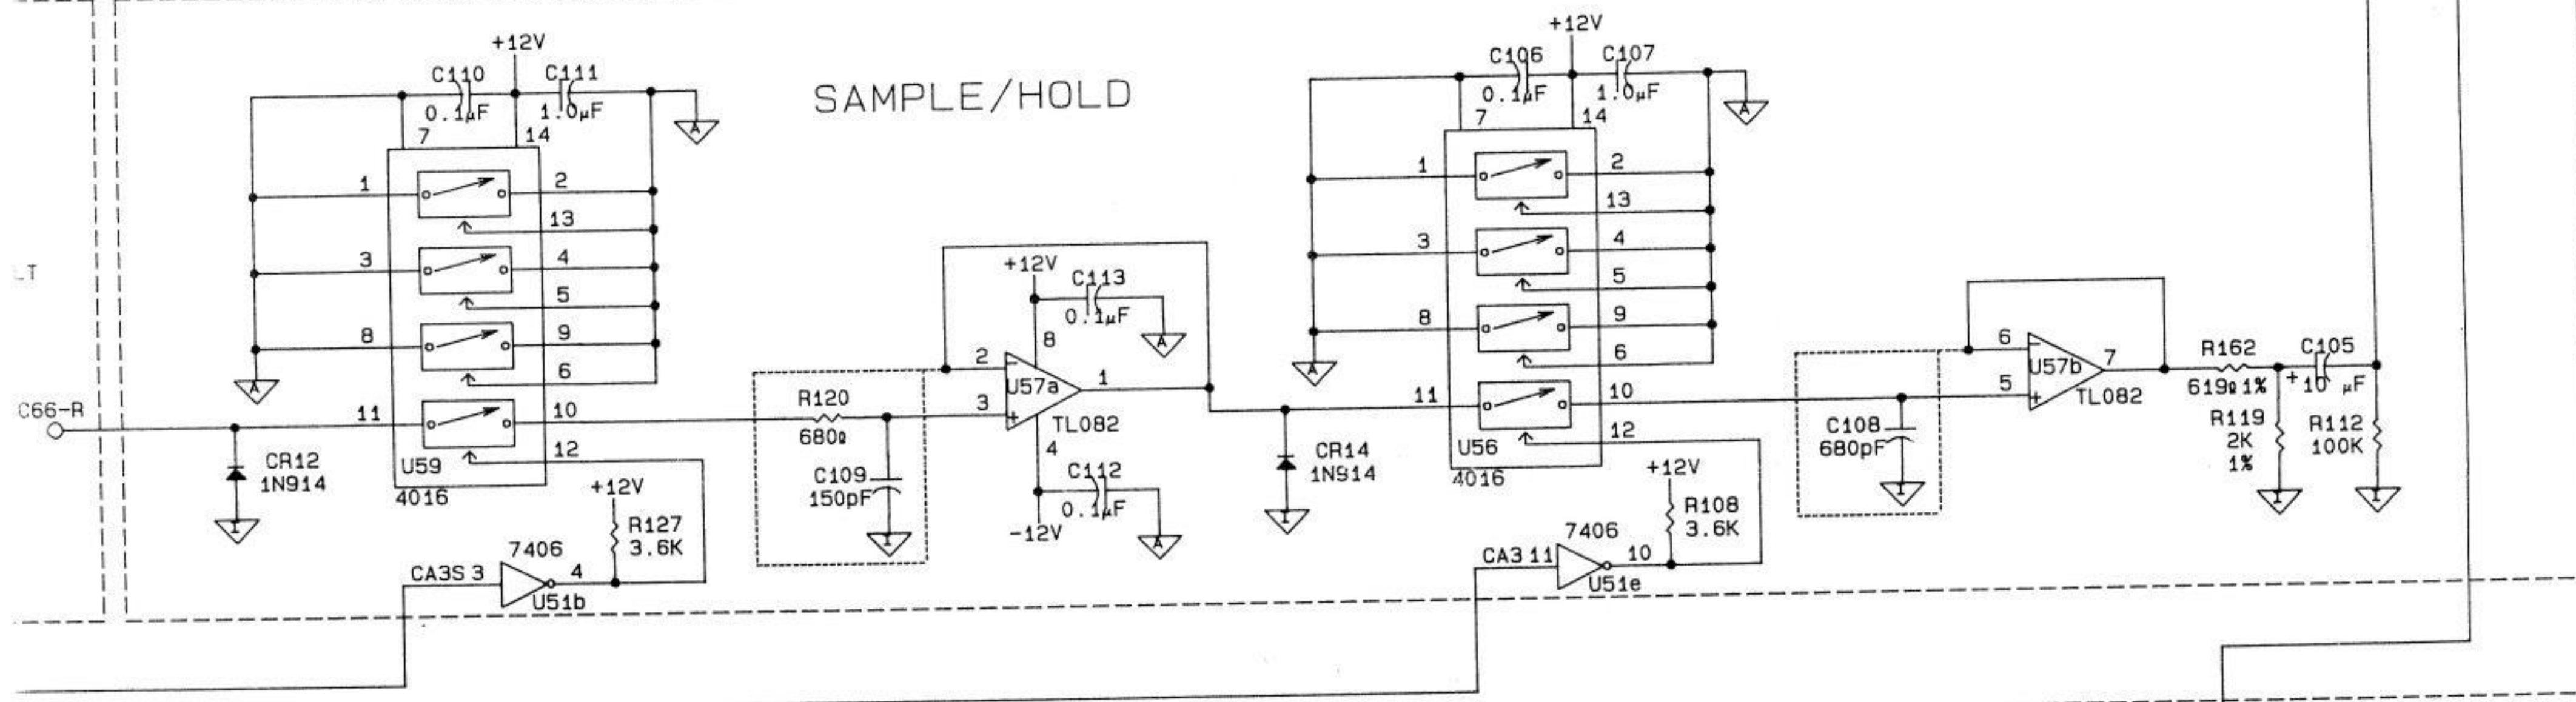 SAMPLE/HOLD
+12V
C110
0.1µF
C111
1.0µF
A
7
14
1
2
13
3
4
5
8
9
6
A
11
10
12
U59
4016
LT
C66-R
CR12
1N914
I
+12V
R127
3.6K
7406
CA3S 3
4
U51b
R120
680Ω
C109
150pF
I
+12V
C113
0.1µF
A
8
2
-
U57a
1
3
+
TL082
4
C112
0.1µF
-12V
A
+12V
C106
0.1µF
C107
1.0µF
A
7
14
1
2
13
3
4
5
8
9
6
A
11
10
12
U56
4016
CR14
1N914
I
+12V
R108
3.6K
7406
CA3 11
10
U51e
C108
680pF
I
6
-
U57b
7
5
+
TL082
R162
619Ω1%
C105
+
10 µF
R119
2K
1%
R112
100K
I
I